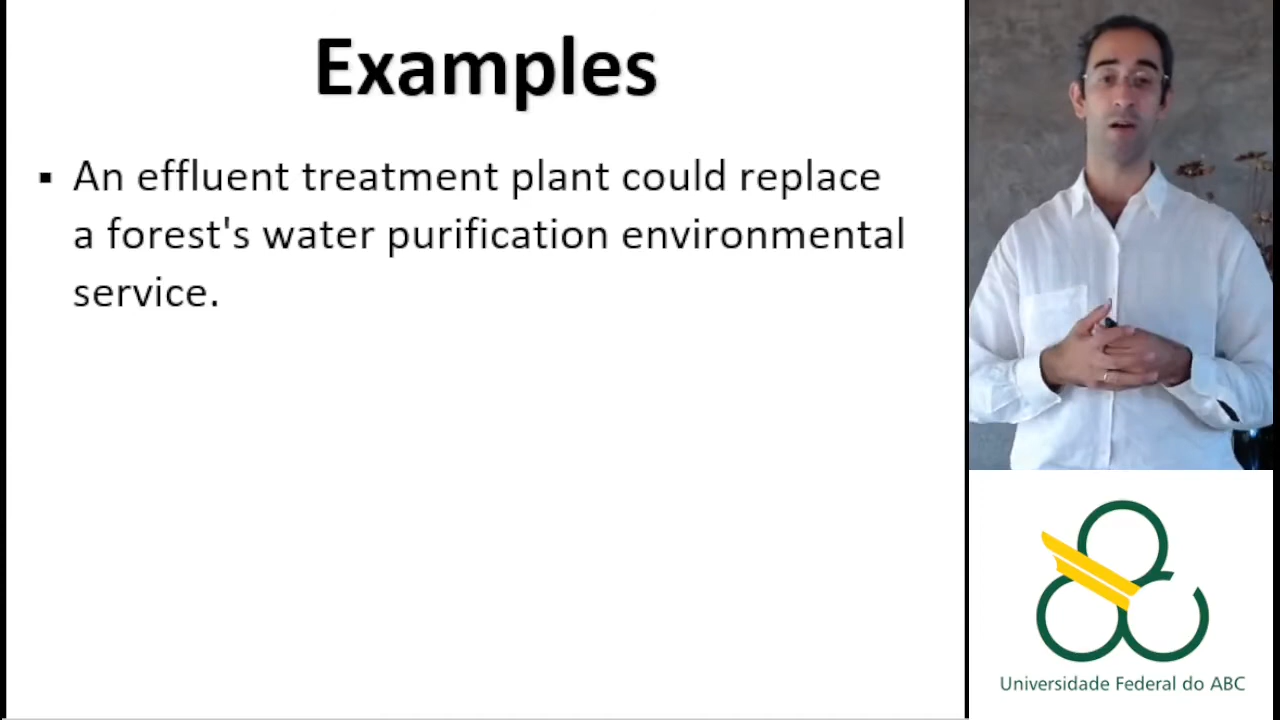 Examples
▪ An effluent treatment plant could replace
a forest's water purification environmental
service.
Universidade Federal do ABC